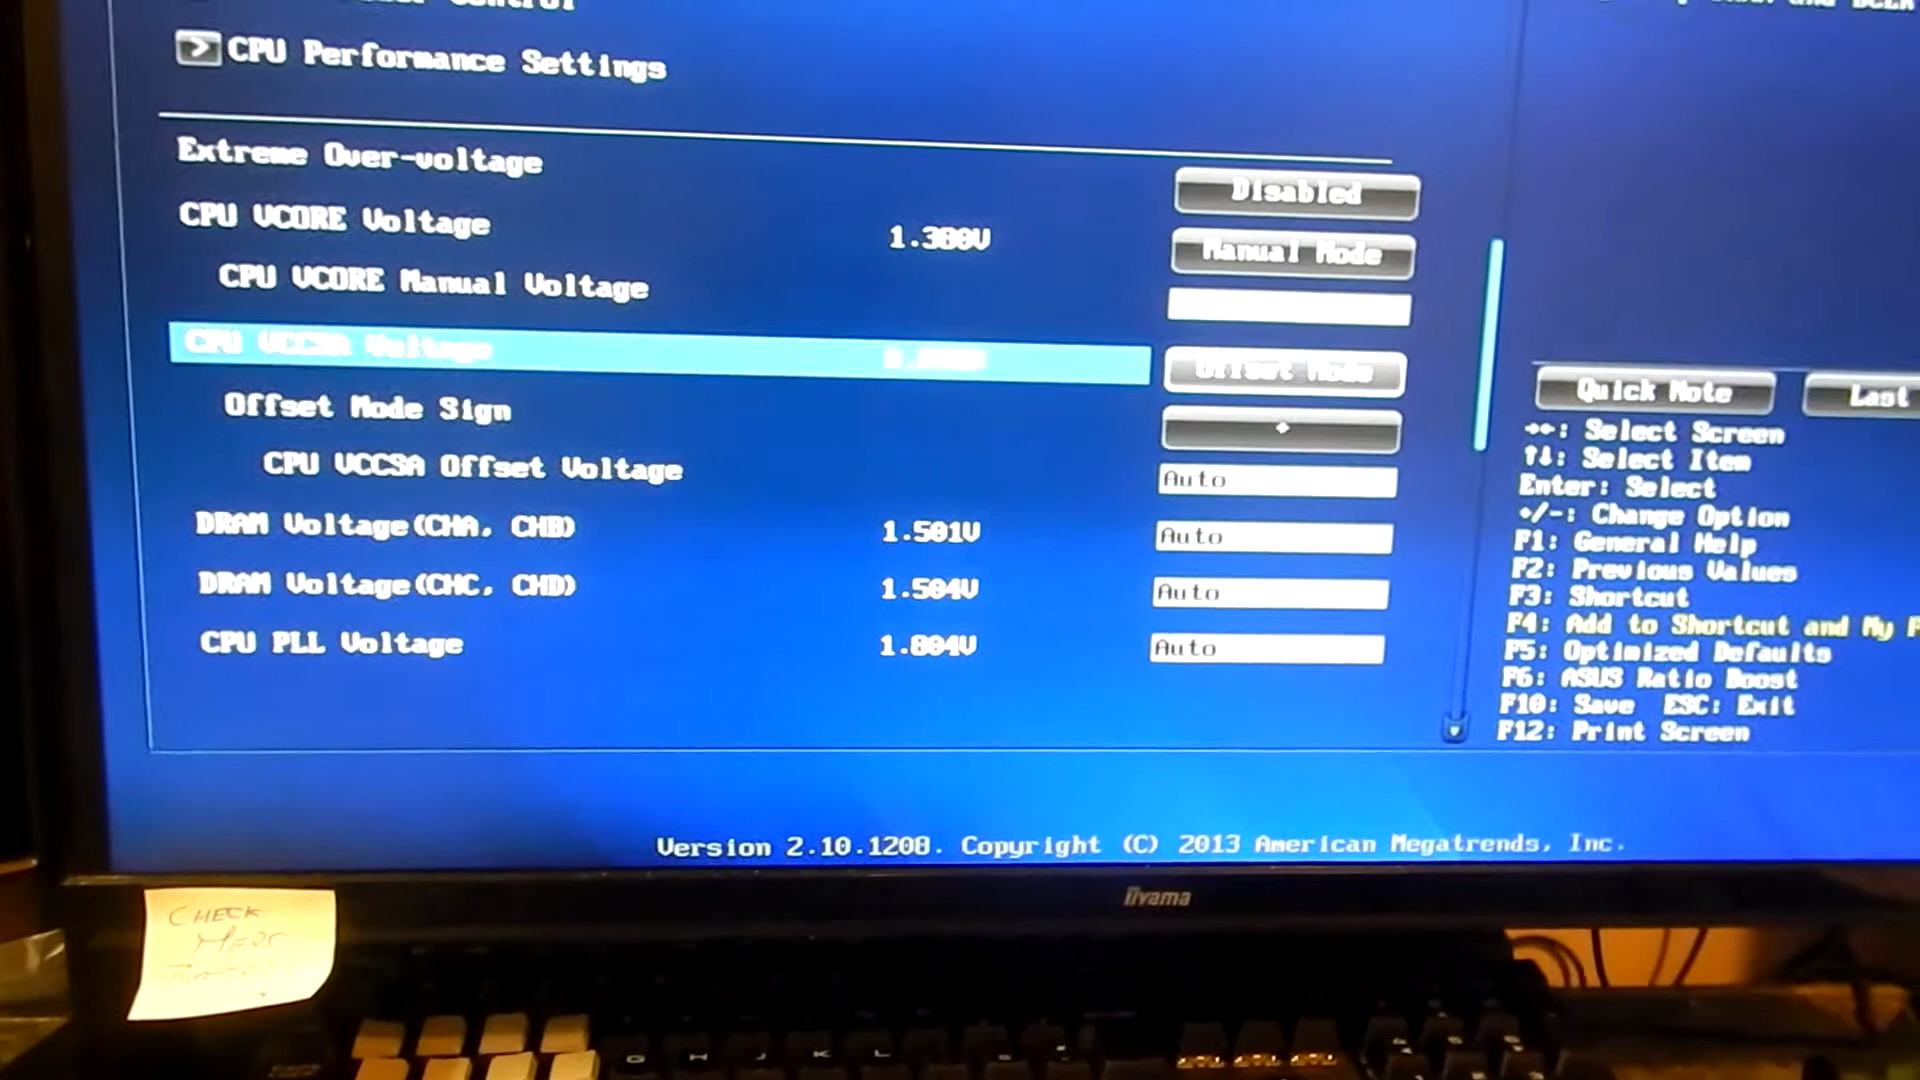 CPU Performance Settings
Extreme Over-voltage Disabled
CPU VCORE Voltage 1.380V Manual Mode
CPU VCORE Manual Voltage
CPU VCCSA Voltage Offset Mode
Offset Mode Sign +
CPU VCCSA Offset Voltage Auto
DRAM Voltage(CHA, CHB) 1.501V Auto
DRAM Voltage(CHC, CHD) 1.504V Auto
CPU PLL Voltage 1.804V Auto
Quick Note Last
→←: Select Screen
↑↓: Select Item
Enter: Select
+/-: Change Option
F1: General Help
F2: Previous Values
F3: Shortcut
F4: Add to Shortcut and My F
F5: Optimized Defaults
F6: ASUS Ratio Boost
F10: Save ESC: Exit
F12: Print Screen
Version 2.10.1208. Copyright (C) 2013 American Megatrends, Inc.
iiyama
CHECK
G H J K L